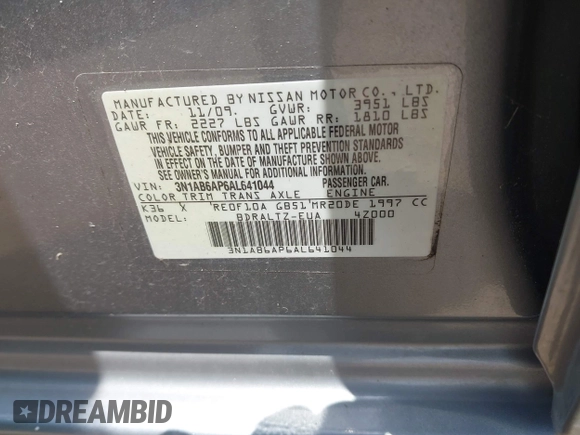 MANUFACTURED BY NISSAN MOTOR CO., LTD.
DATE: 11/09. GVWR: 3951 LBS
GAWR FR: 2227 LBS GAWR RR: 1810 LBS
THIS VEHICLE CONFORMS TO ALL APPLICABLE FEDERAL MOTOR
VEHICLE SAFETY, BUMPER AND THEFT PREVENTION STANDARDS
IN EFFECT ON THE DATE OF MANUFACTURE SHOWN ABOVE.
SEE OWNER'S MANUAL FOR ADDITIONAL INFORMATION.
VIN: 3N1AB6AP6AL641044 PASSENGER CAR.
COLOR TRIM TRANS AXLE ENGINE
K36 X RE0F10A GB51 MR20DE 1997 CC
MODEL: BDRALTZ-EUA 4Z000
3N1AB6AP6AL641044
DREAMBID